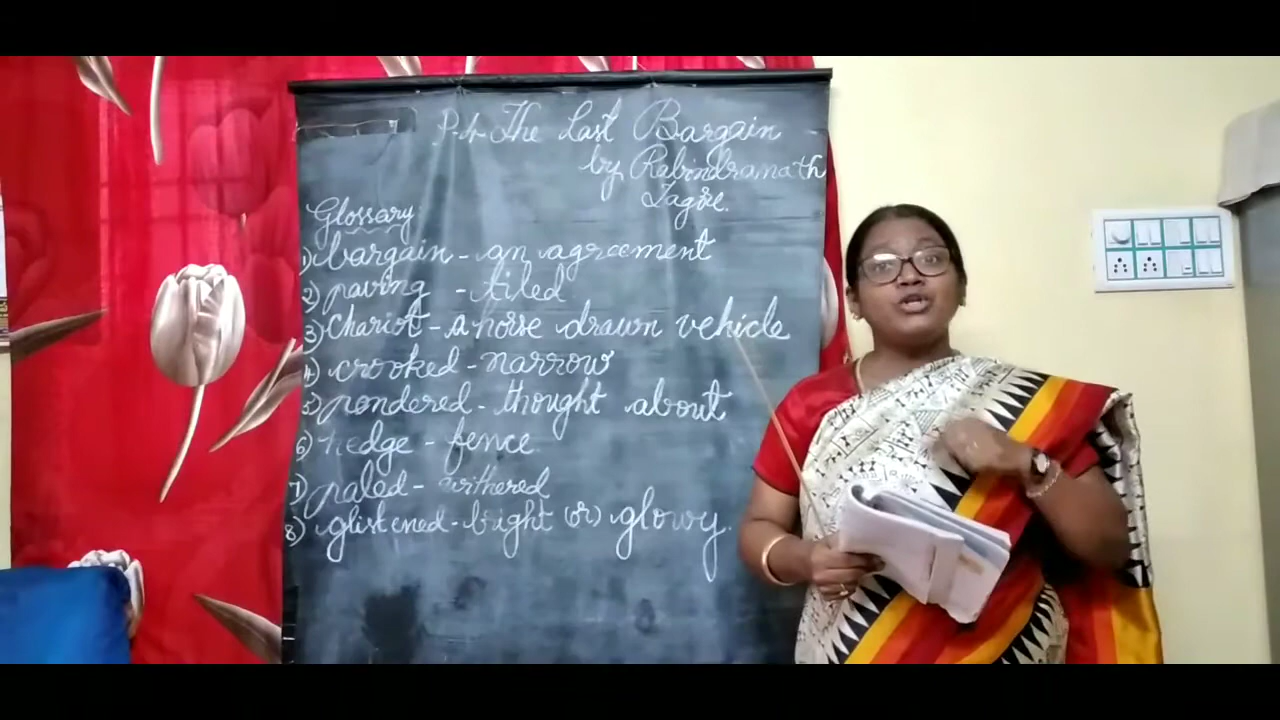 P-4 The Last Bargain
by Rabindranath
Tagore.
Glossary
1) bargain - an agreement
2) paving - tiled
3) chariot - a horse drawn vehicle
4) crooked - narrow
5) pondered - thought about
6) hedge - fence
7) paled - withered
8) glistened - bright (or) glowy.